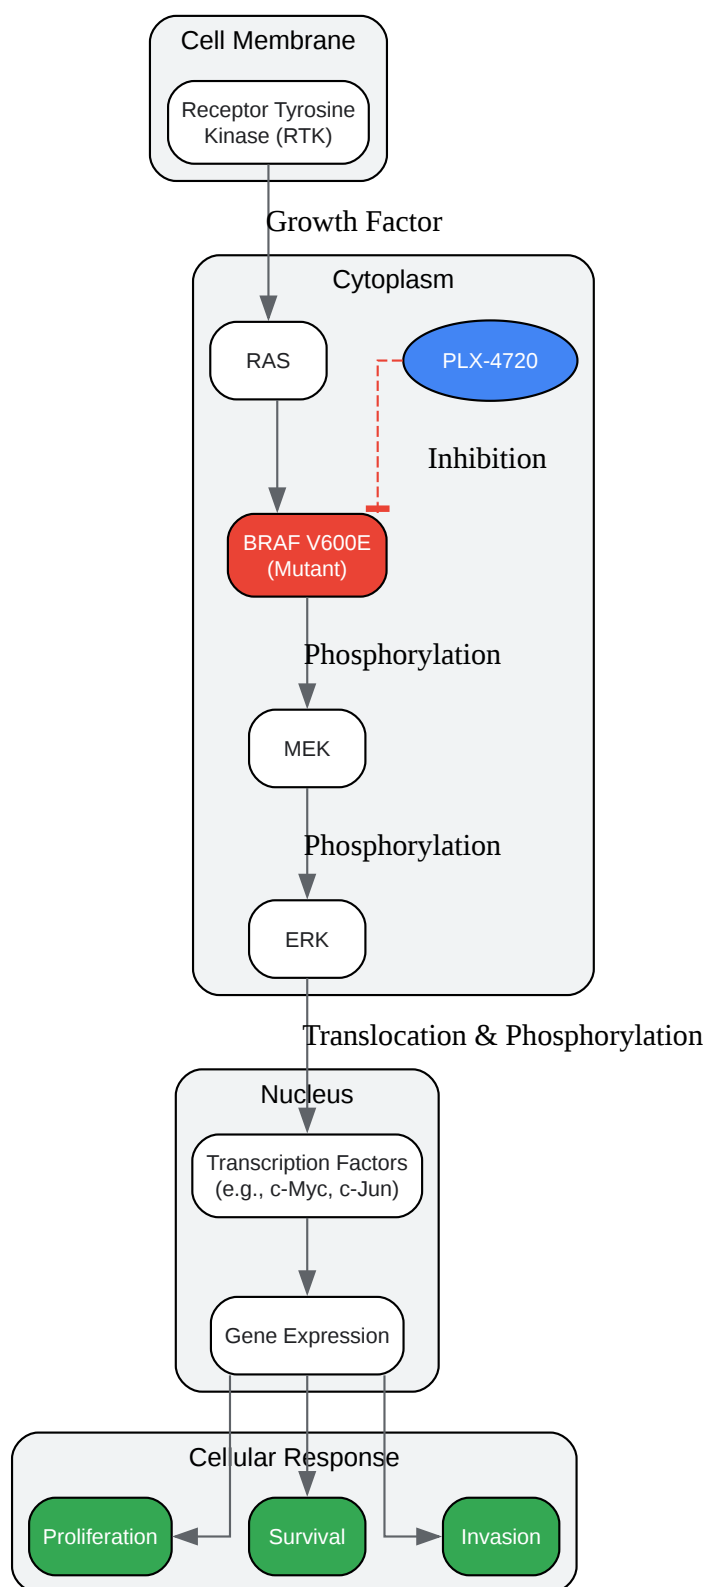 Cell Membrane
Receptor Tyrosine
Kinase (RTK)
Growth Factor
Cytoplasm
RAS
PLX-4720
Inhibition
BRAF V600E
(Mutant)
Phosphorylation
MEK
Phosphorylation
ERK
Translocation & Phosphorylation
Nucleus
Transcription Factors
(e.g., c-Myc, c-Jun)
Gene Expression
Cellular Response
Proliferation
Survival
Invasion